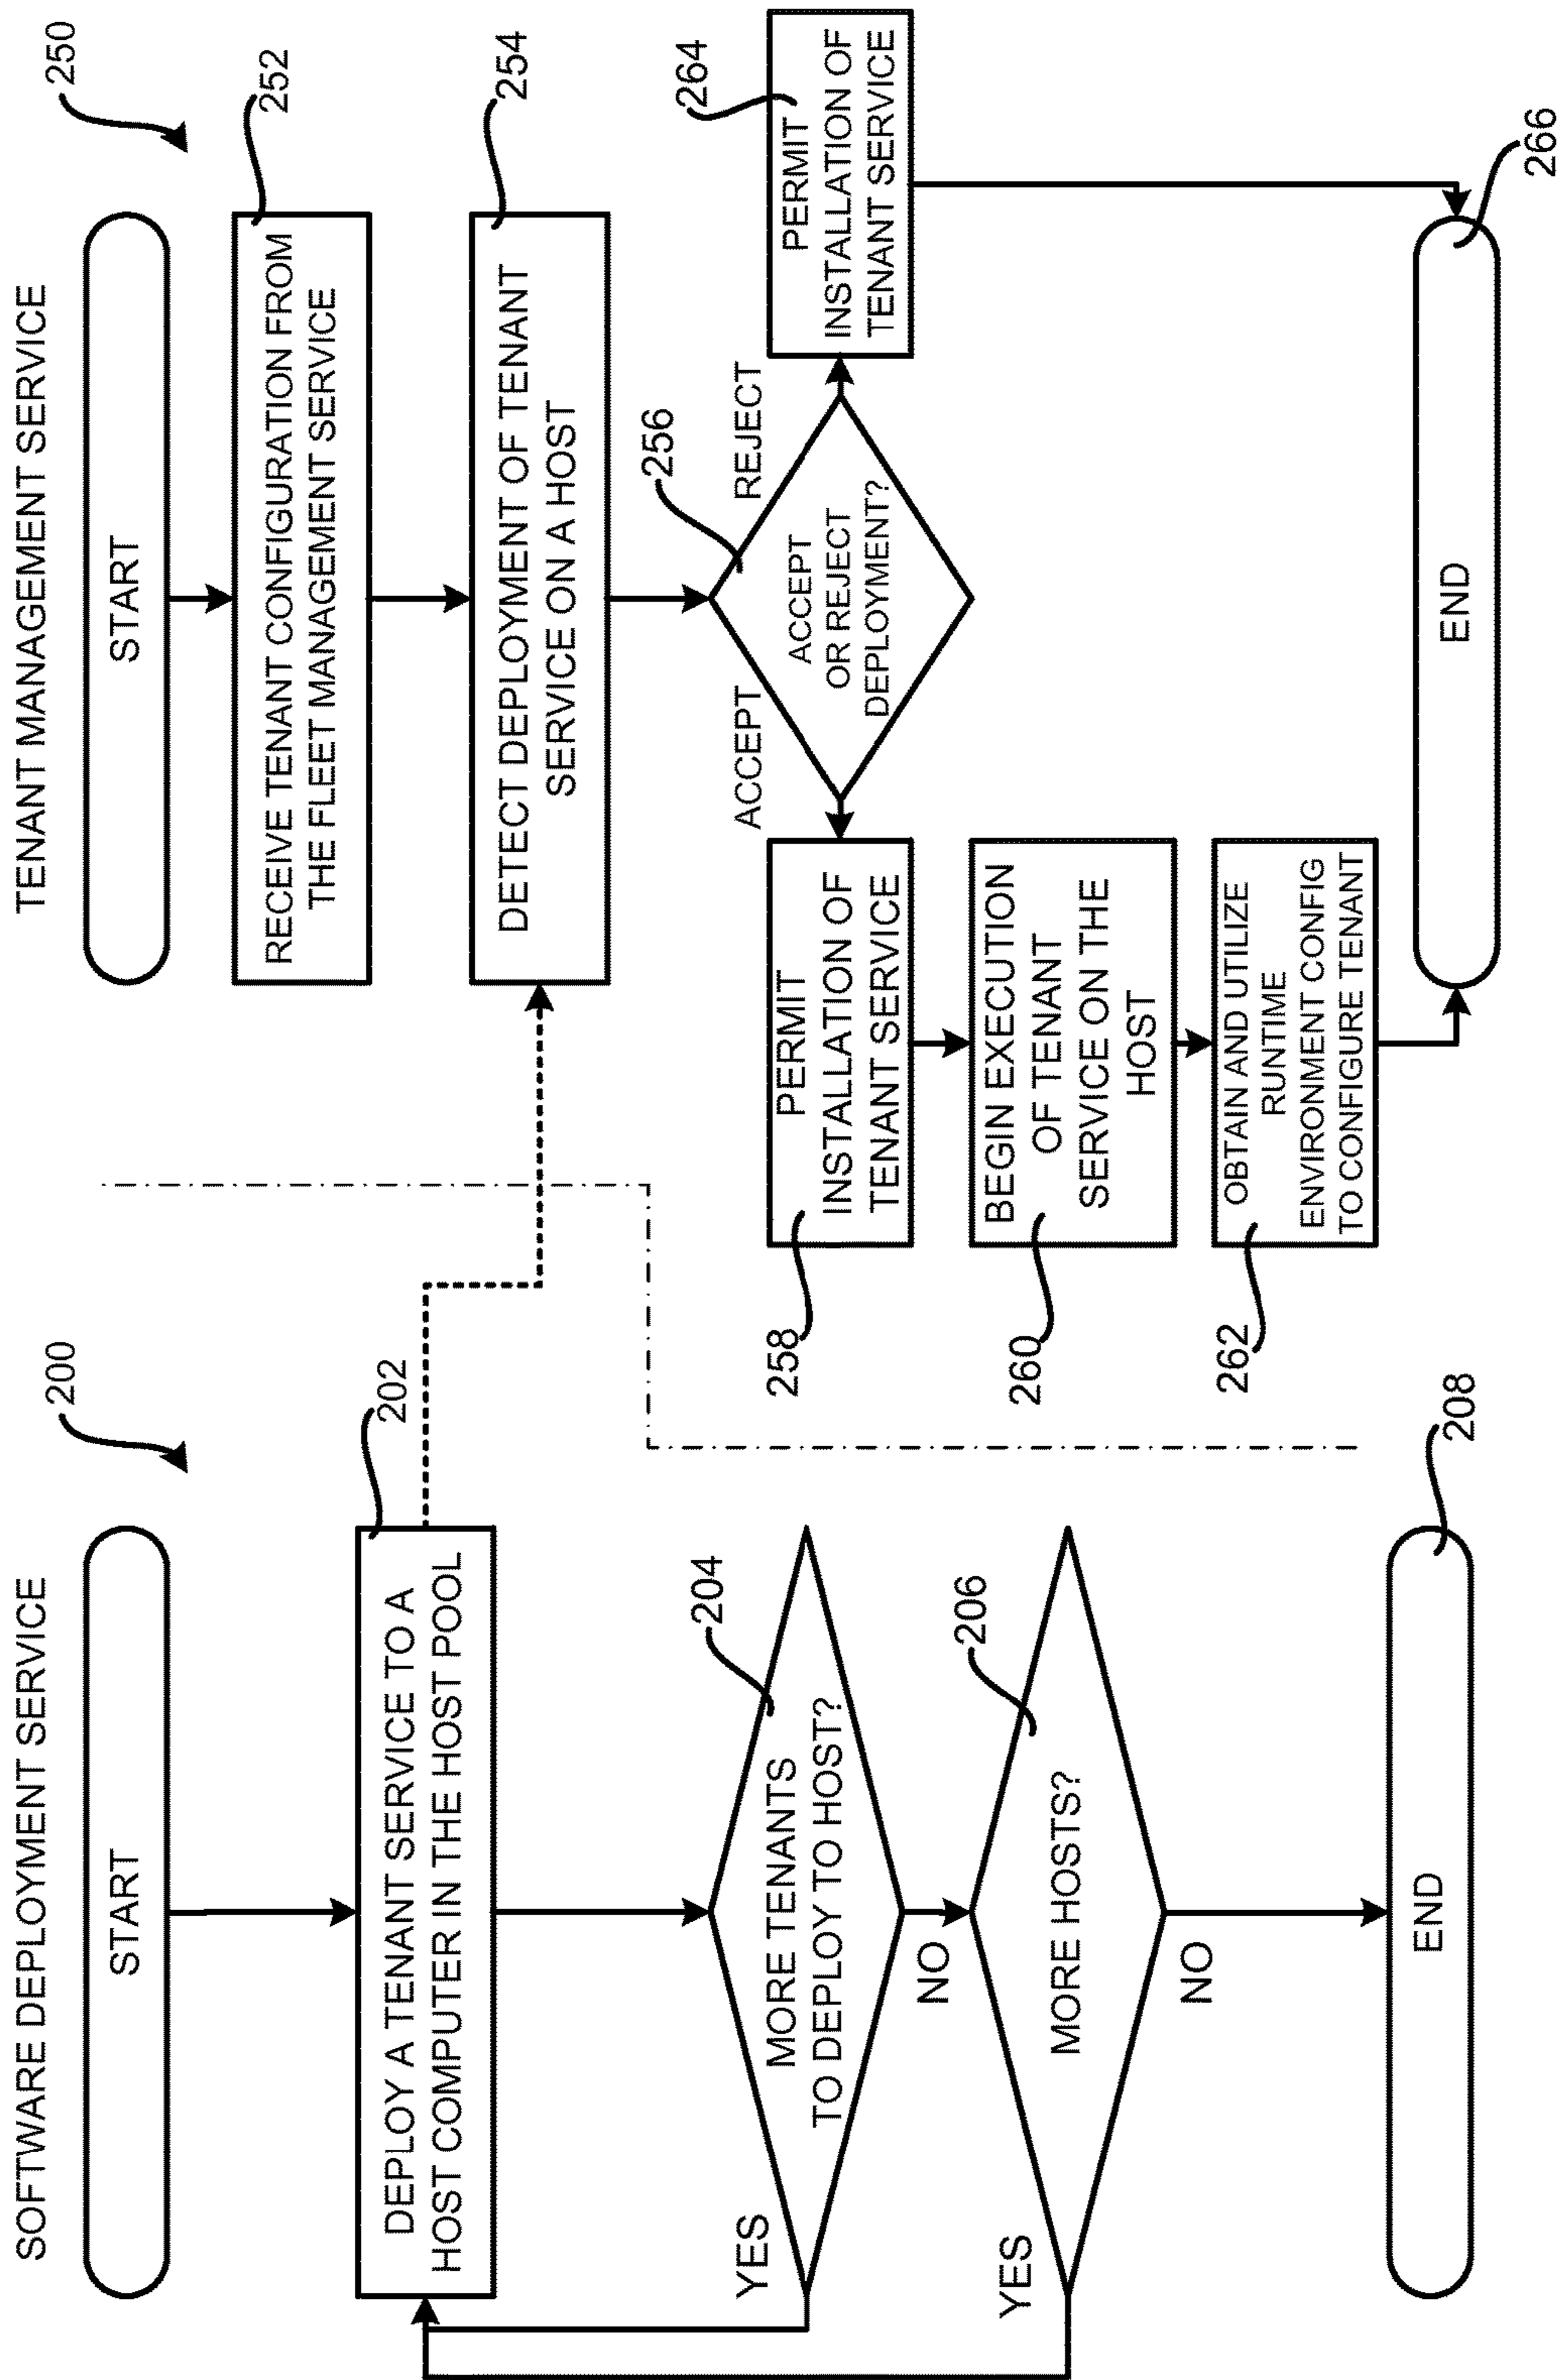 SOFTWARE DEPLOYMENT SERVICE
200
START
202
DEPLOY A TENANT SERVICE TO A
HOST COMPUTER IN THE HOST POOL
204
MORE TENANTS
TO DEPLOY TO HOST?
YES
NO
206
MORE HOSTS?
YES
NO
208
END
TENANT MANAGEMENT SERVICE
250
START
252
RECEIVE TENANT CONFIGURATION FROM
THE FLEET MANAGEMENT SERVICE
254
DETECT DEPLOYMENT OF TENANT
SERVICE ON A HOST
256
ACCEPT
REJECT
ACCEPT
OR REJECT
DEPLOYMENT?
258
PERMIT
INSTALLATION OF
TENANT SERVICE
264
PERMIT
INSTALLATION OF
TENANT SERVICE
260
BEGIN EXECUTION
OF TENANT
SERVICE ON THE
HOST
262
OBTAIN AND UTILIZE
RUNTIME
ENVIRONMENT CONFIG
TO CONFIGURE TENANT
266
END